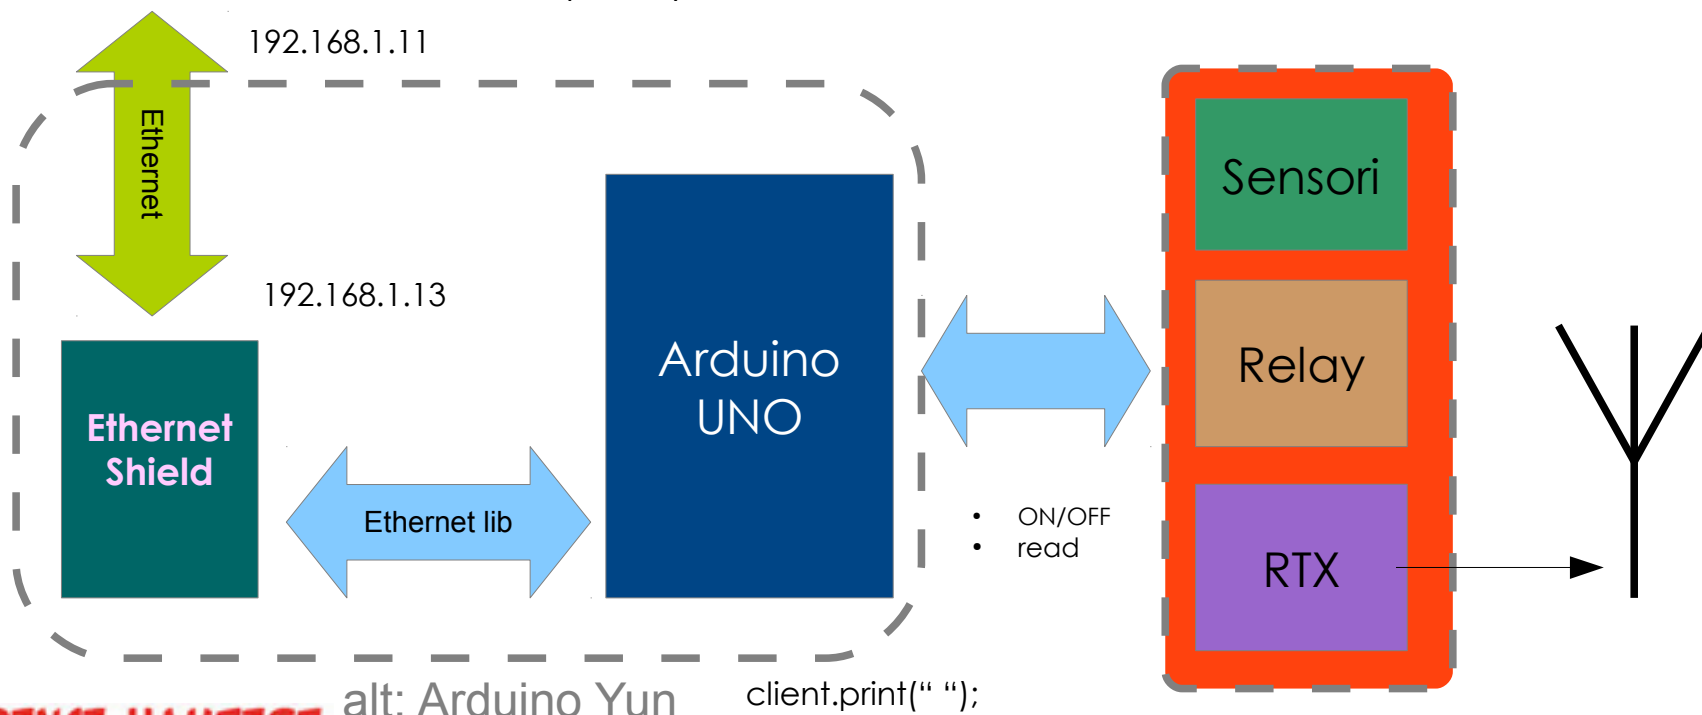 192.168.1.11
Ethernet
192.168.1.13
Ethernet
Shield
Ethernet lib
Arduino
UNO
• ON/OFF
• read
Sensori
Relay
RTX
alt: Arduino Yun
client.print(“ “);